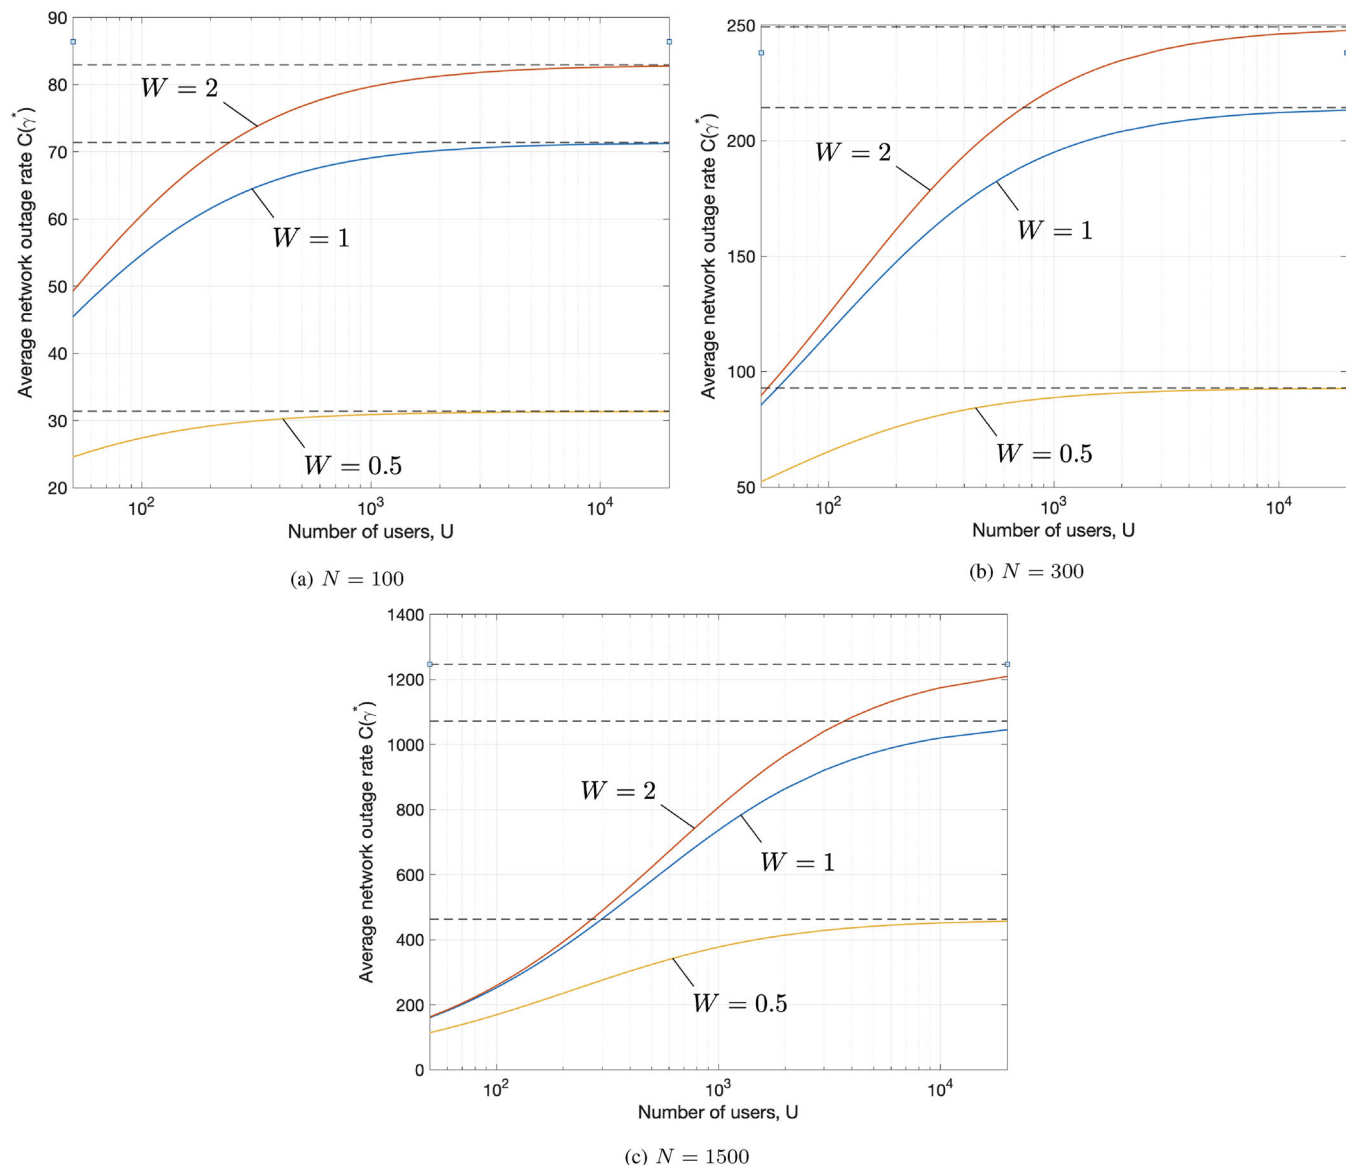 90
80
70
60
50
40
30
20
Average network outage rate C(γ*)
W = 2
W = 1
W = 0.5
10²
10³
10⁴
Number of users, U
(a) N = 100
250
200
150
100
50
Average network outage rate C(γ*)
W = 2
W = 1
W = 0.5
10²
10³
10⁴
Number of users, U
(b) N = 300
1400
1200
1000
800
600
400
200
0
Average network outage rate C(γ*)
W = 2
W = 1
W = 0.5
10²
10³
10⁴
Number of users, U
(c) N = 1500